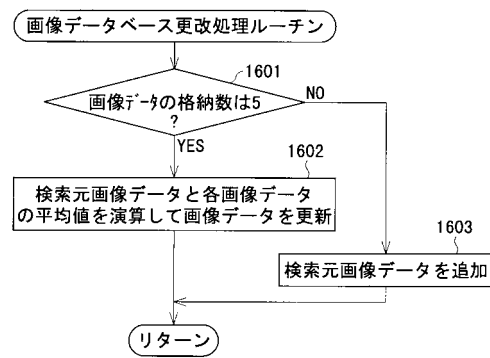 画像データベース更改処理ルーチン
1601
画像ﾃﾞｰﾀの格納数は5
?
NO
YES
1602
検索元画像データと各画像データ
の平均値を演算して画像データを更新
1603
検索元画像データを追加
リターン